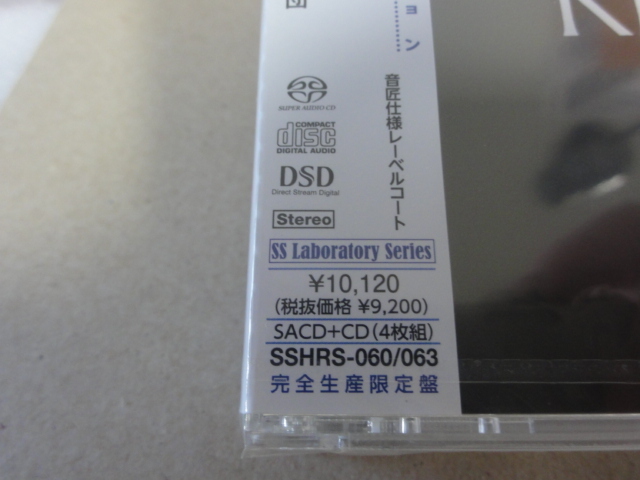 ョン
団
音匠仕様レーベルコート
SUPER AUDIO CD
COMPACT
disc
DIGITAL AUDIO
DSD
Direct Stream Digital
Stereo
SS Laboratory Series
¥10,120
(税抜価格 ¥9,200)
SACD+CD(4枚組)
SSHRS-060/063
完全生産限定盤